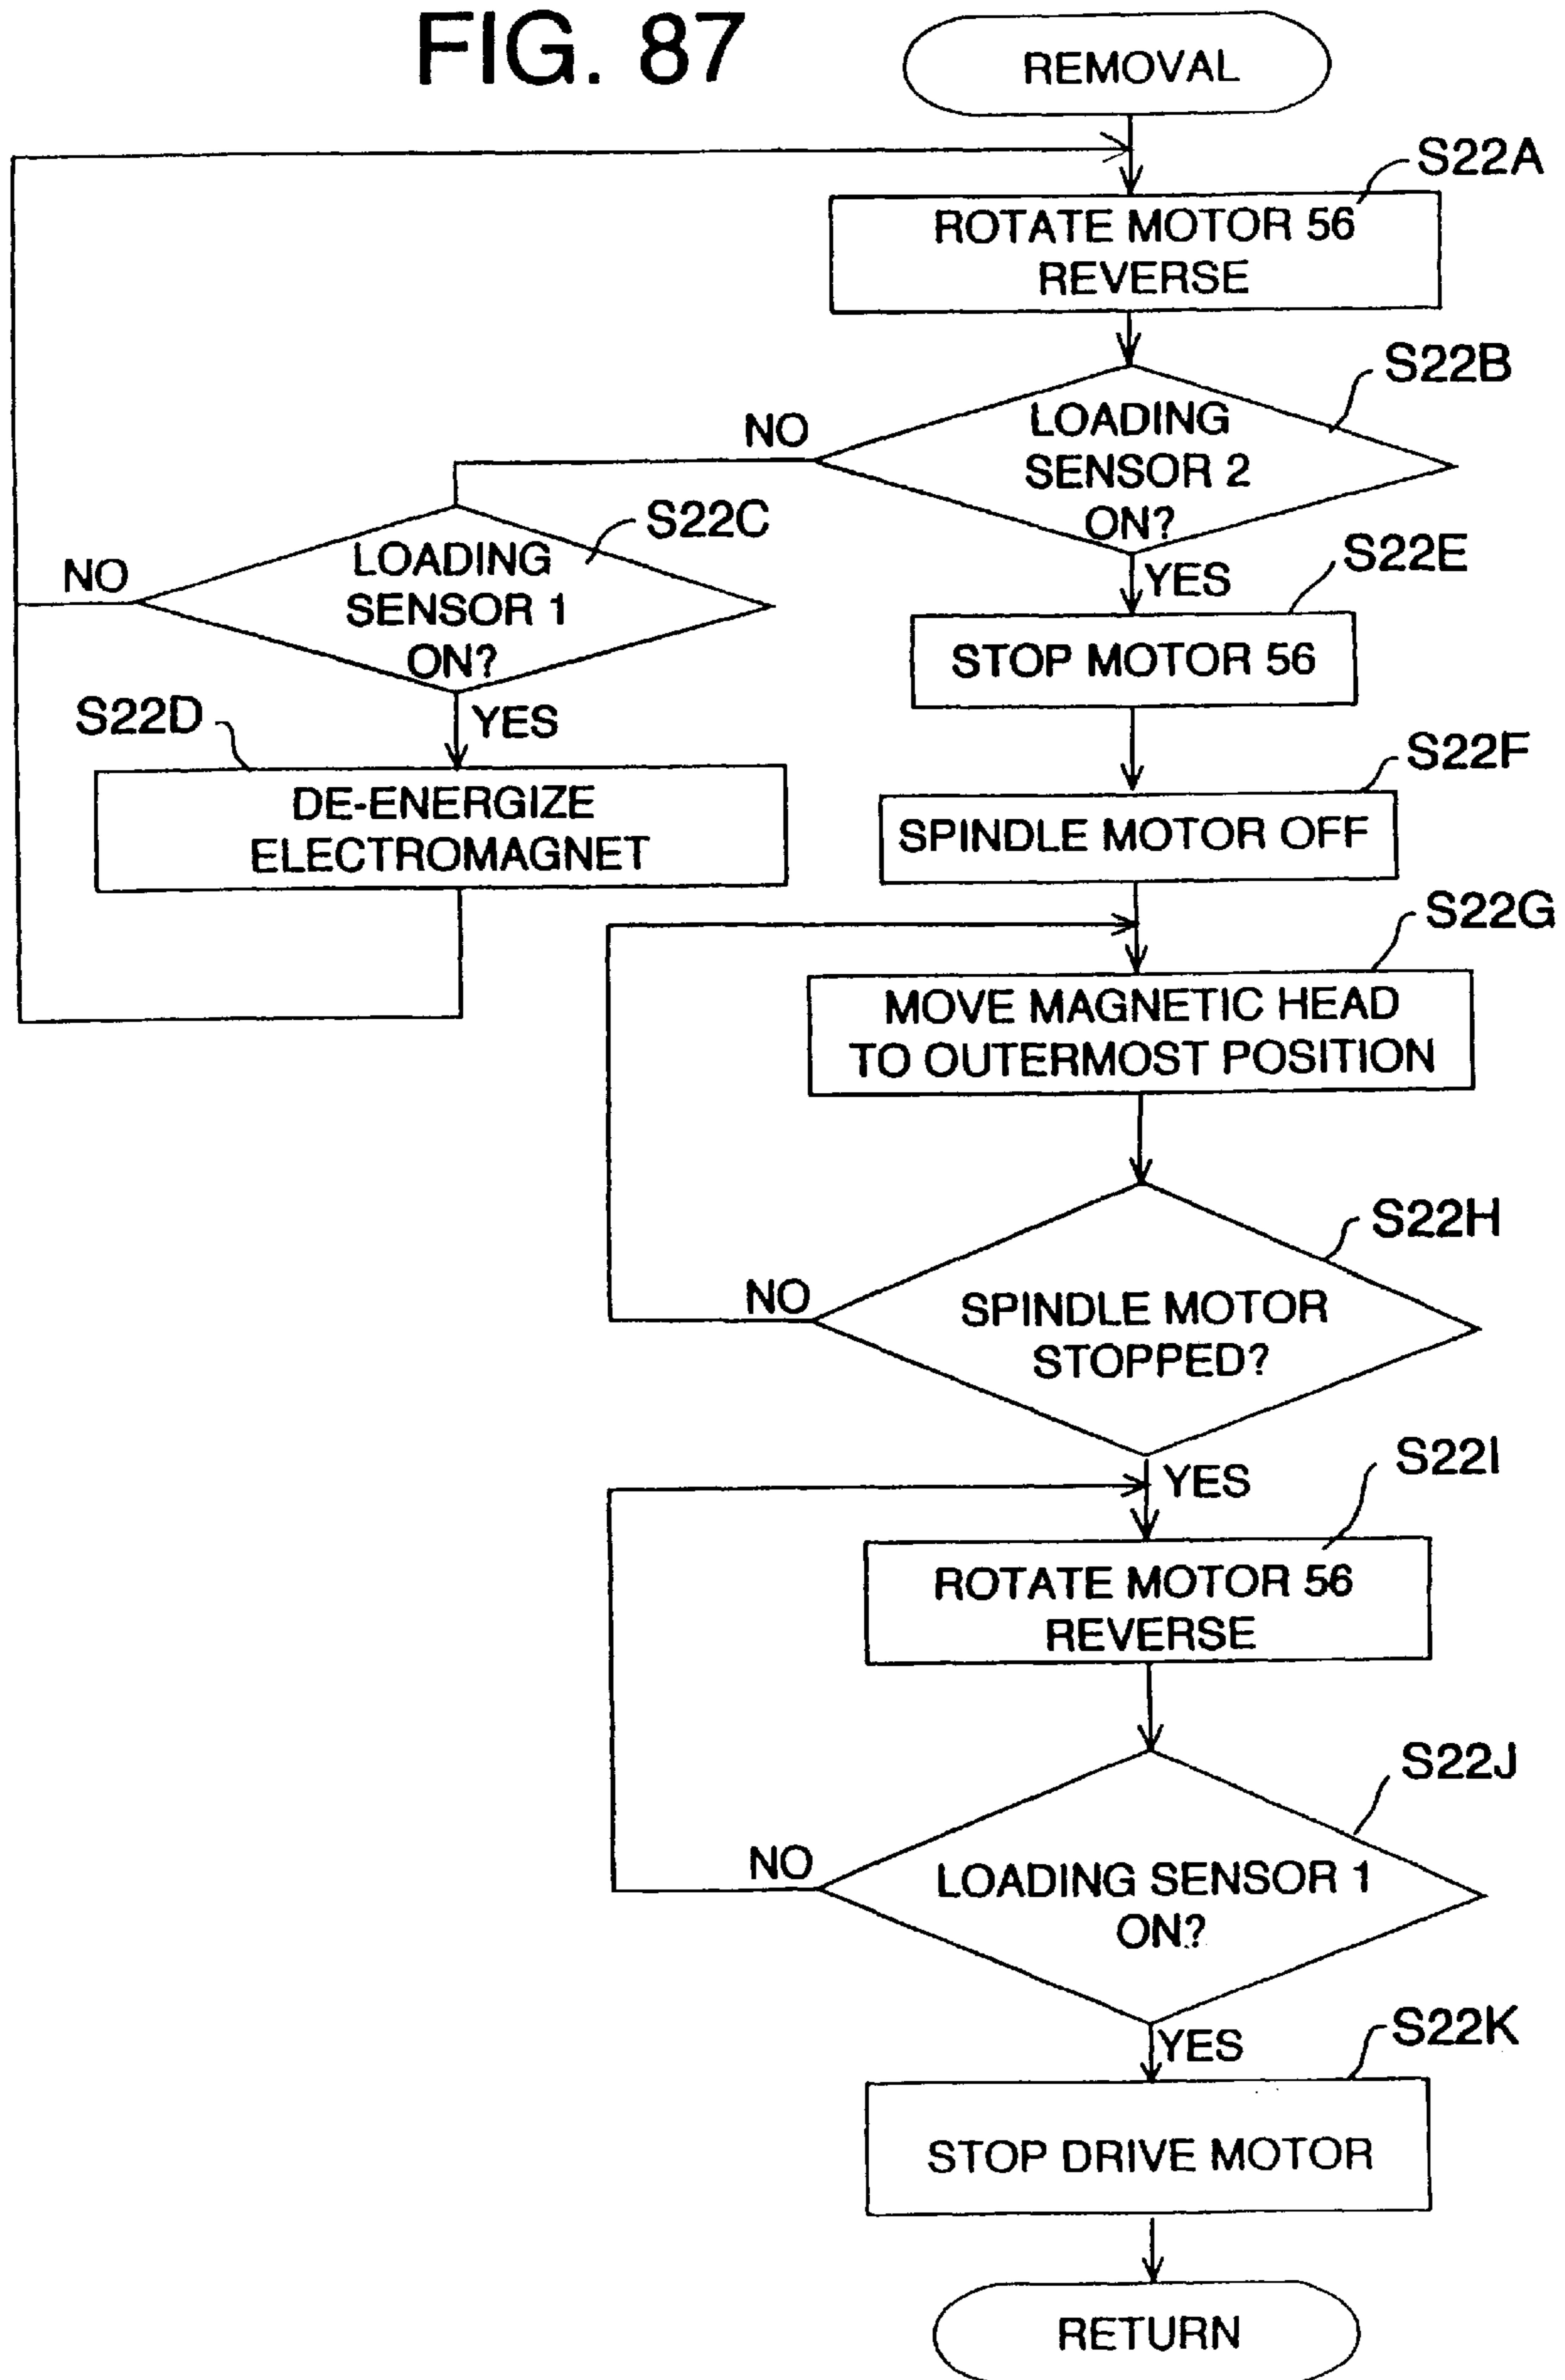 FIG. 87
REMOVAL
S22A
ROTATE MOTOR 56
REVERSE
S22B
LOADING
SENSOR 2
ON?
NO
YES
S22C
LOADING
SENSOR 1
ON?
NO
YES
S22D
DE-ENERGIZE
ELECTROMAGNET
S22E
STOP MOTOR 56
S22F
SPINDLE MOTOR OFF
S22G
MOVE MAGNETIC HEAD
TO OUTERMOST POSITION
S22H
SPINDLE MOTOR
STOPPED?
NO
YES
S22I
ROTATE MOTOR 56
REVERSE
S22J
LOADING SENSOR 1
ON?
NO
YES
S22K
STOP DRIVE MOTOR
RETURN